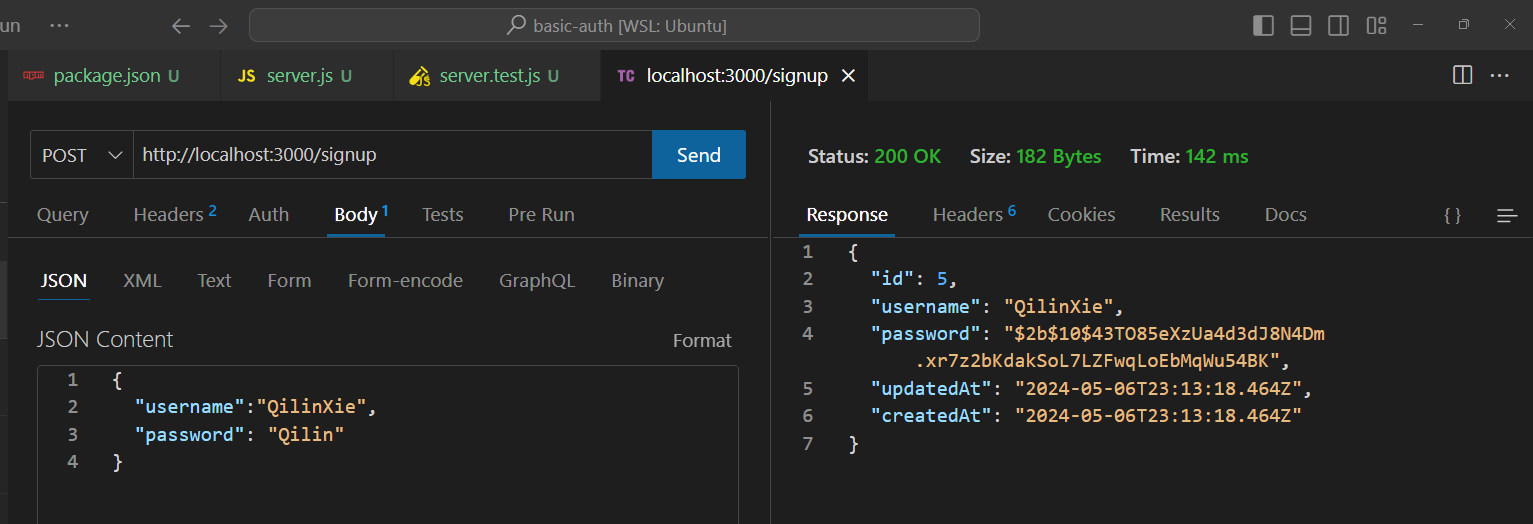 un ··· basic-auth [WSL: Ubuntu]
package.json U JS server.js U JS server.test.js U TC localhost:3000/signup
POST http://localhost:3000/signup Send
Status: 200 OK Size: 182 Bytes Time: 142 ms
Query Headers 2 Auth Body 1 Tests Pre Run
Response Headers 6 Cookies Results Docs { }
JSON XML Text Form Form-encode GraphQL Binary
JSON Content Format
1 {
2 "username":"QilinXie",
3 "password": "Qilin"
4 }
1 {
2 "id": 5,
3 "username": "QilinXie",
4 "password": "$2b$10$43TO85eXzUa4d3dJ8N4Dm
.xr7z2bKdakSoL7LZFwqLoEbMqWu54BK",
5 "updatedAt": "2024-05-06T23:13:18.464Z",
6 "createdAt": "2024-05-06T23:13:18.464Z"
7 }